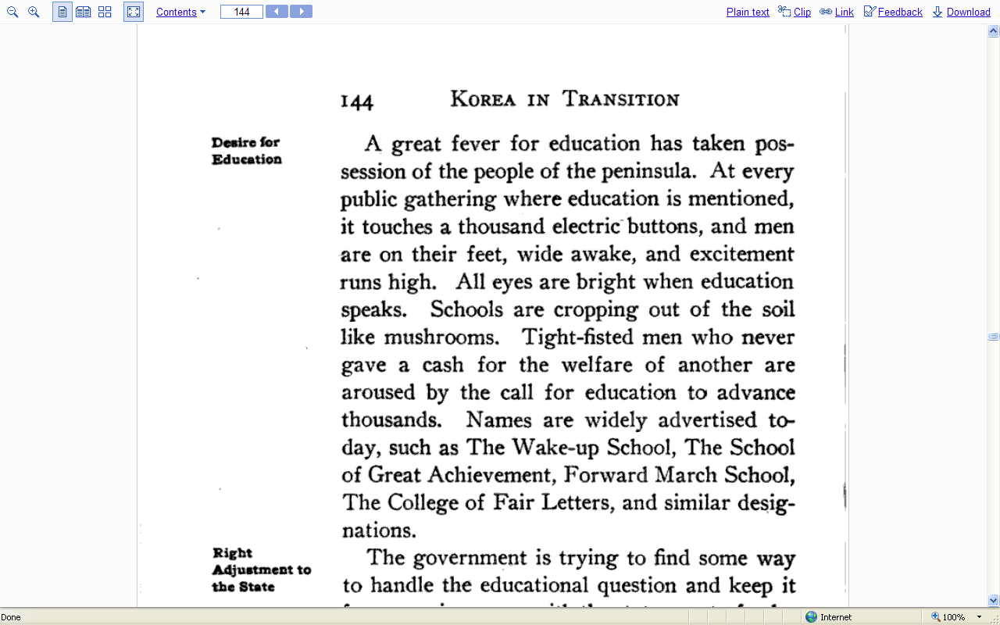 Contents 144 Plain text Clip Link Feedback Download
144 KOREA IN TRANSITION
Desire for
Education
A great fever for education has taken pos-
session of the people of the peninsula. At every
public gathering where education is mentioned,
it touches a thousand electric buttons, and men
are on their feet, wide awake, and excitement
runs high. All eyes are bright when education
speaks. Schools are cropping out of the soil
like mushrooms. Tight-fisted men who never
gave a cash for the welfare of another are
aroused by the call for education to advance
thousands. Names are widely advertised to-
day, such as The Wake-up School, The School
of Great Achievement, Forward March School,
The College of Fair Letters, and similar desig-
nations.
Right
Adjustment to
the State
The government is trying to find some way
to handle the educational question and keep it
Done Internet 100%